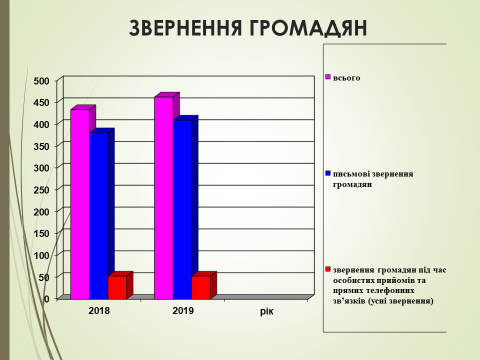 ЗВЕРНЕННЯ ГРОМАДЯН
500
450
400
350
300
250
200
150
100
50
0
2018
2019
рік
всього
письмові звернення
громадян
звернення громадян під час
особистих прийомів та
прямих телефонних
зв'язків (усні звернення)